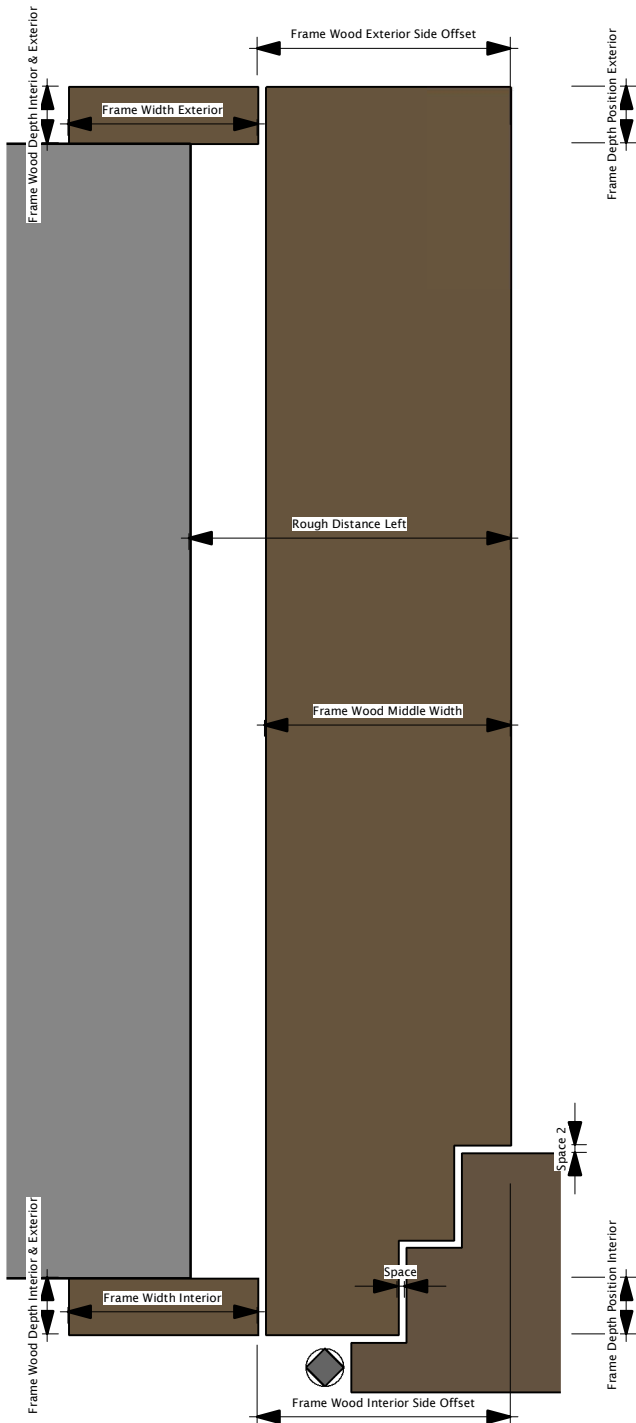 Frame Wood Exterior Side Offset
Frame Wood Depth Interior & Exterior
Frame Width Exterior
Frame Depth Position Exterior
Rough Distance Left
Frame Wood Middle Width
Space 2
Frame Wood Depth Interior & Exterior
Space
Frame Width Interior
Frame Depth Position Interior
Frame Wood Interior Side Offset